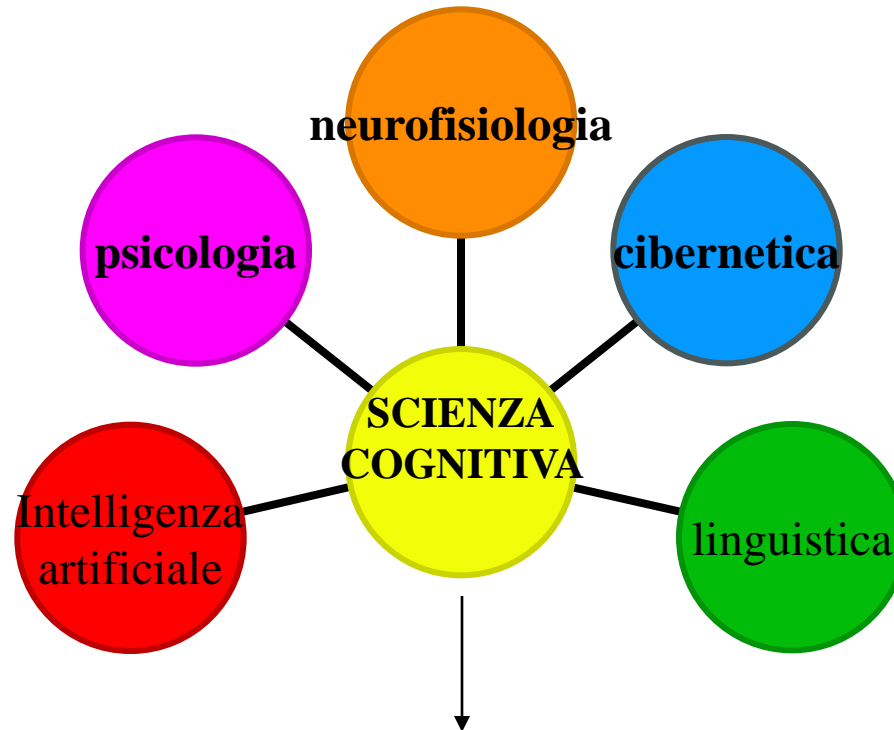 neurofisiologia
psicologia
cibernetica
SCIENZA
COGNITIVA
Intelligenza
artificiale
linguistica